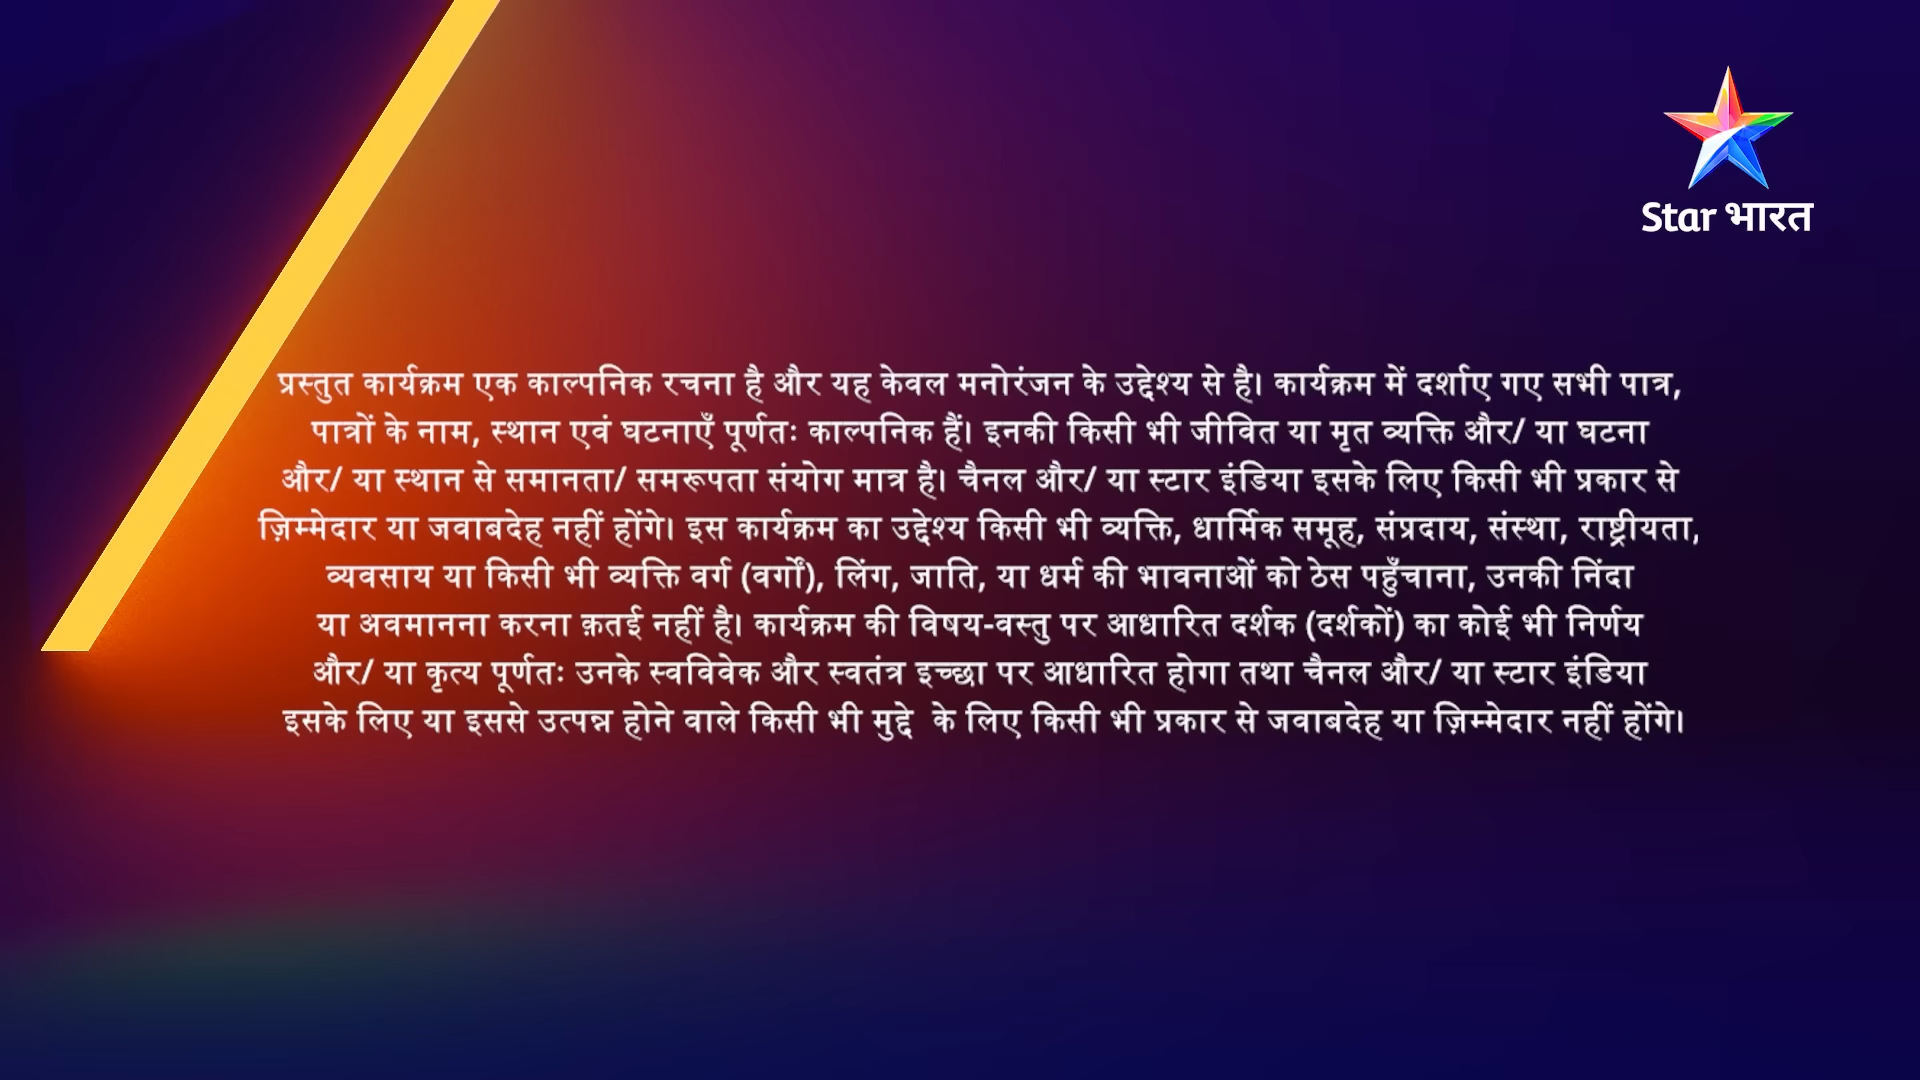 Star भारत
प्रस्तुत कार्यक्रम एक काल्पनिक रचना है और यह केवल मनोरंजन के उद्देश्य से है। कार्यक्रम में दर्शाए गए सभी पात्र,
पात्रों के नाम, स्थान एवं घटनाएँ पूर्णतः काल्पनिक हैं। इनकी किसी भी जीवित या मृत व्यक्ति और/ या घटना
और/ या स्थान से समानता/ समरूपता संयोग मात्र है। चैनल और/ या स्टार इंडिया इसके लिए किसी भी प्रकार से
ज़िम्मेदार या जवाबदेह नहीं होंगे। इस कार्यक्रम का उद्देश्य किसी भी व्यक्ति, धार्मिक समूह, संप्रदाय, संस्था, राष्ट्रीयता,
व्यवसाय या किसी भी व्यक्ति वर्ग (वर्गों), लिंग, जाति, या धर्म की भावनाओं को ठेस पहुँचाना, उनकी निंदा
या अवमानना करना क़तई नहीं है। कार्यक्रम की विषय-वस्तु पर आधारित दर्शक (दर्शकों) का कोई भी निर्णय
और/ या कृत्य पूर्णतः उनके स्वविवेक और स्वतंत्र इच्छा पर आधारित होगा तथा चैनल और/ या स्टार इंडिया
इसके लिए या इससे उत्पन्न होने वाले किसी भी मुद्दे के लिए किसी भी प्रकार से जवाबदेह या ज़िम्मेदार नहीं होंगे।